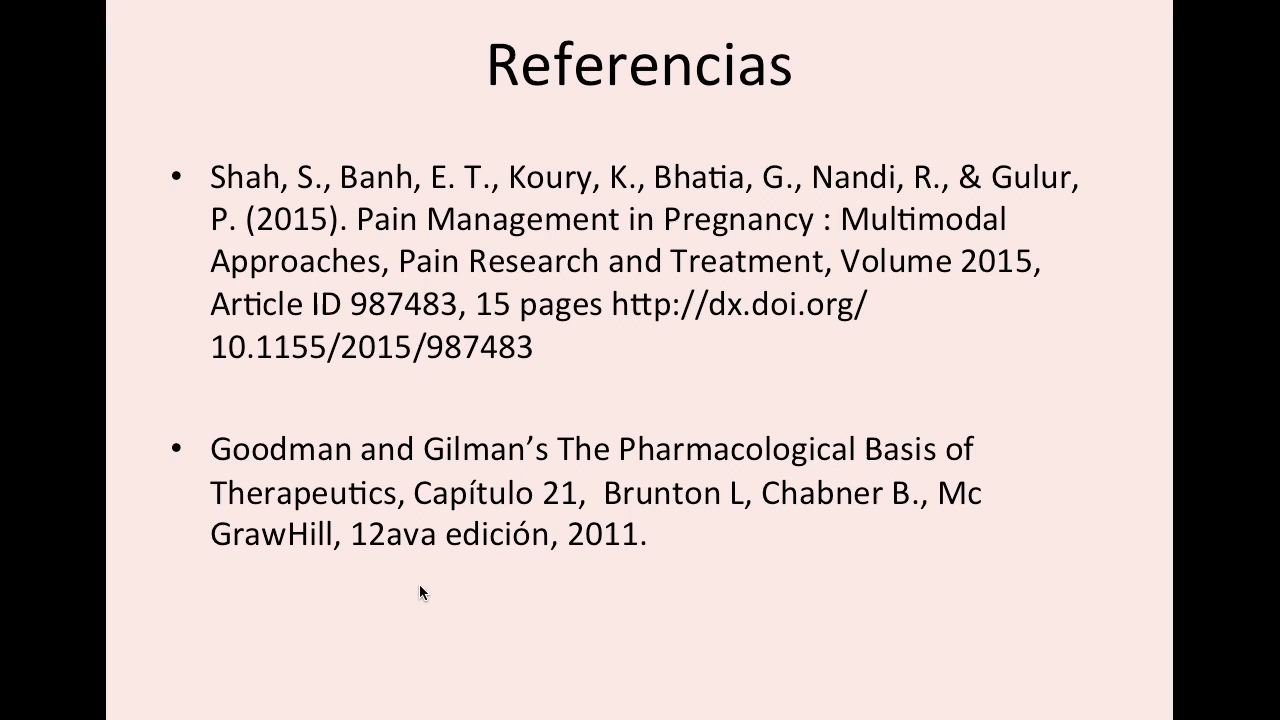 Referencias
• Shah, S., Banh, E. T., Koury, K., Bhatia, G., Nandi, R., & Gulur,
P. (2015). Pain Management in Pregnancy : Multimodal
Approaches, Pain Research and Treatment, Volume 2015,
Article ID 987483, 15 pages http://dx.doi.org/
10.1155/2015/987483
• Goodman and Gilman’s The Pharmacological Basis of
Therapeutics, Capítulo 21,  Brunton L, Chabner B., Mc
GrawHill, 12ava edición, 2011.